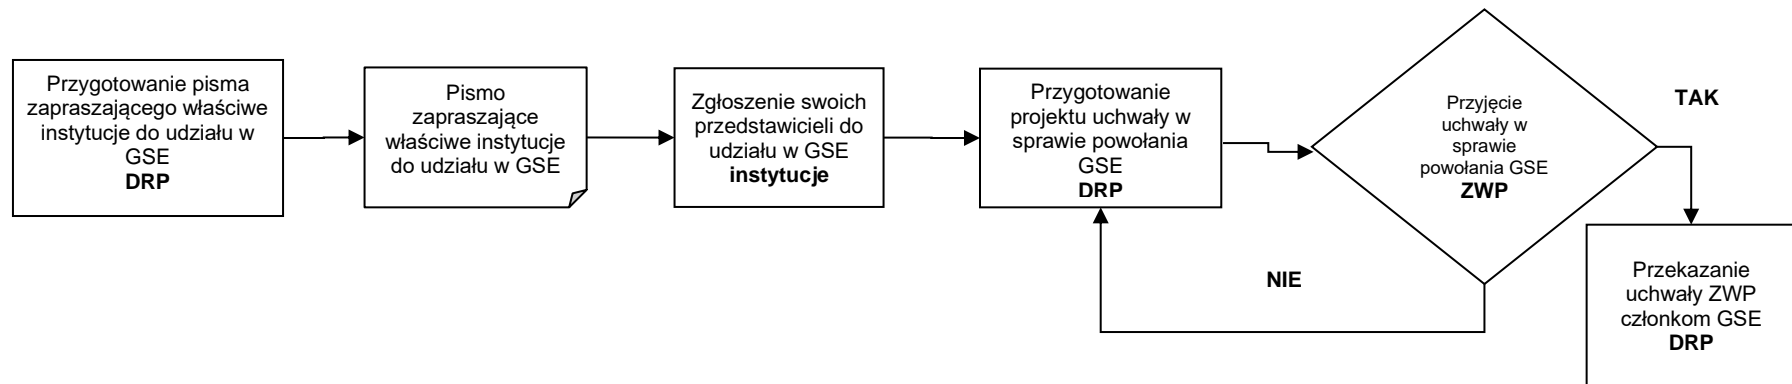 Przygotowanie pisma
zapraszającego właściwe
instytucje do udziału w
GSE
DRP
Pismo
zapraszające
właściwe instytucje
do udziału w GSE
Zgłoszenie swoich
przedstawicieli do
udziału w GSE
instytucje
Przygotowanie
projektu uchwały w
sprawie powołania
GSE
DRP
Przyjęcie
uchwały w
sprawie
powołania GSE
ZWP
TAK
NIE
Przekazanie
uchwały ZWP
członkom GSE
DRP